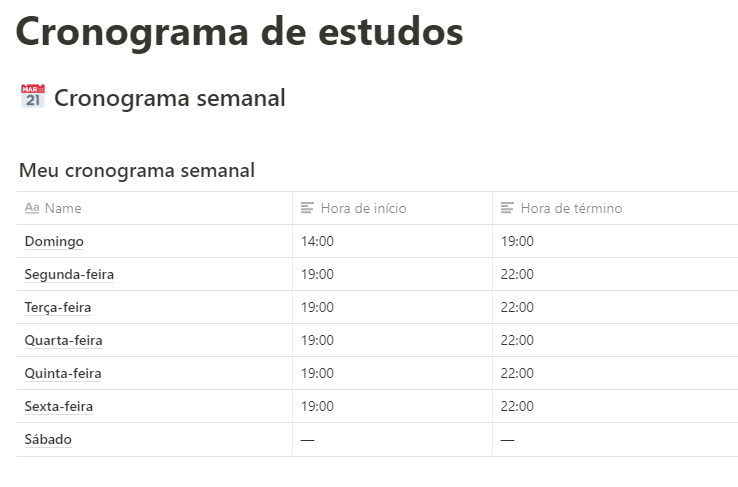 Cronograma de estudos
MAR
21 Cronograma semanal
Meu cronograma semanal
Aa Name Hora de início Hora de término
Domingo 14:00 19:00
Segunda-feira 19:00 22:00
Terça-feira 19:00 22:00
Quarta-feira 19:00 22:00
Quinta-feira 19:00 22:00
Sexta-feira 19:00 22:00
Sábado — —